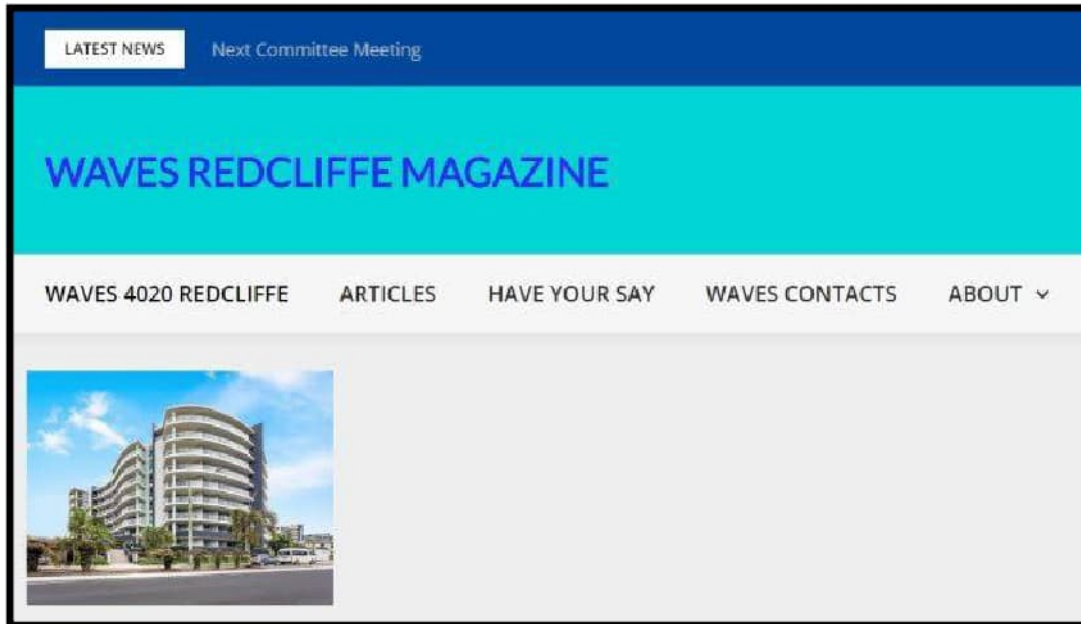 LATEST NEWS Next Committee Meeting
WAVES REDCLIFFE MAGAZINE
WAVES 4020 REDCLIFFE ARTICLES HAVE YOUR SAY WAVES CONTACTS ABOUT